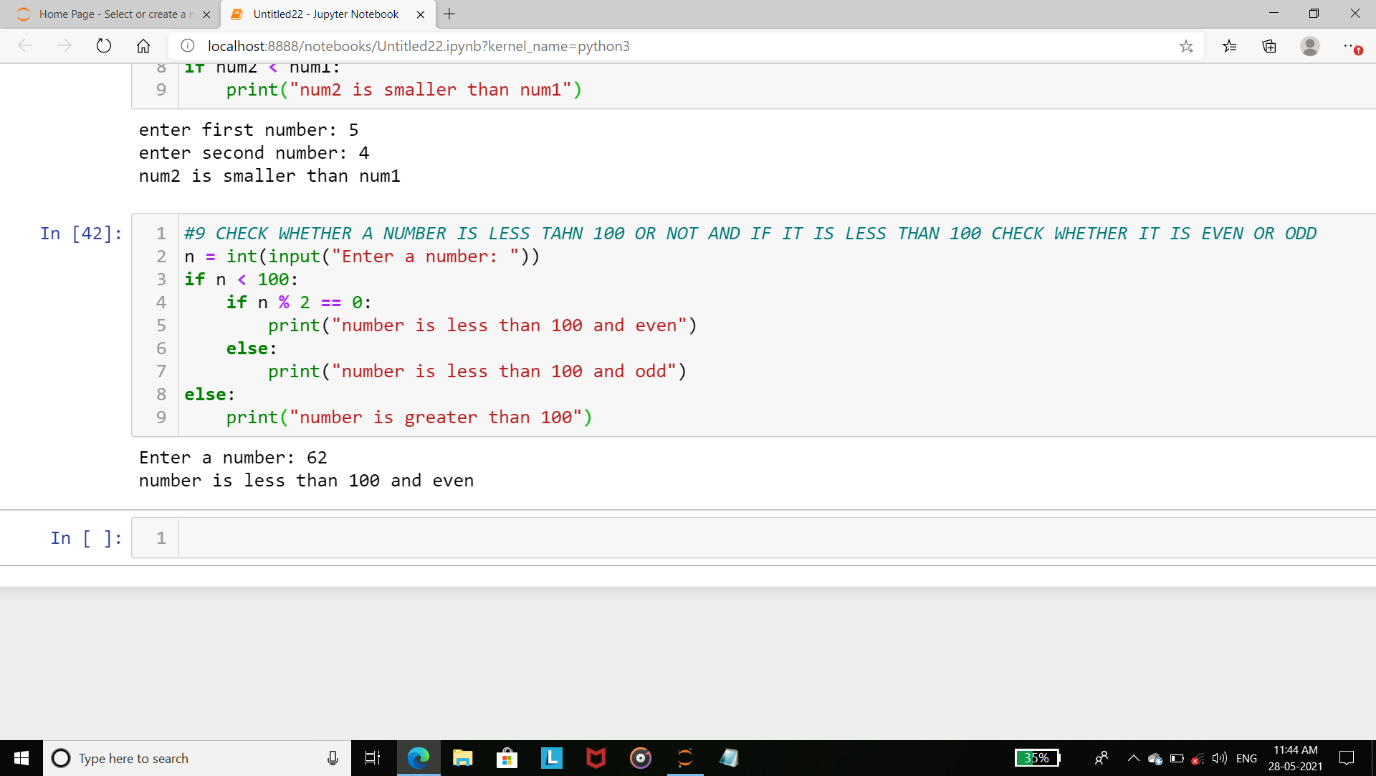 Home Page - Select or create a n
Untitled22 - Jupyter Notebook
localhost:8888/notebooks/Untitled22.ipynb?kernel_name=python3
8 if num2 < num1:
9 print("num2 is smaller than num1")
enter first number: 5
enter second number: 4
num2 is smaller than num1
In [42]:
1 #9 CHECK WHETHER A NUMBER IS LESS TAHN 100 OR NOT AND IF IT IS LESS THAN 100 CHECK WHETHER IT IS EVEN OR ODD
2 n = int(input("Enter a number: "))
3 if n < 100:
4 if n % 2 == 0:
5 print("number is less than 100 and even")
6 else:
7 print("number is less than 100 and odd")
8 else:
9 print("number is greater than 100")
Enter a number: 62
number is less than 100 and even
In [ ]: 1
Type here to search
L
35%
ENG
11:44 AM
28-05-2021